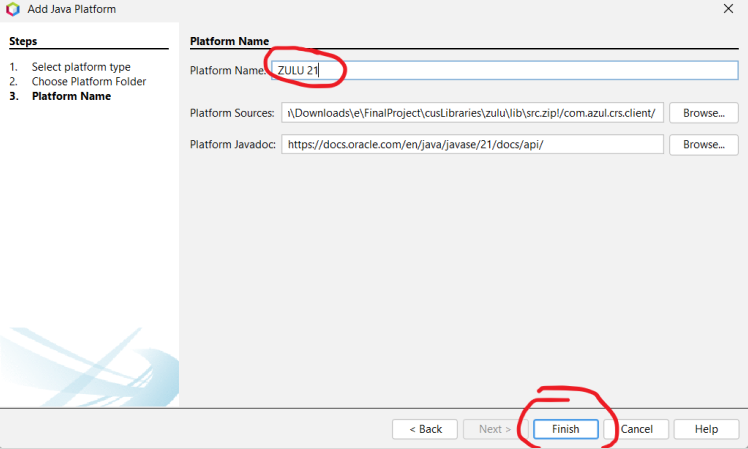 Add Java Platform
Steps
1. Select platform type
2. Choose Platform Folder
3. Platform Name
Platform Name
Platform Name: ZULU 21
Platform Sources: ı\Downloads\e\FinalProject\cusLibraries\zulu\lib\src.zip!/com.azul.crs.client/ Browse...
Platform Javadoc: https://docs.oracle.com/en/java/javase/21/docs/api/ Browse...
< Back Next > Finish Cancel Help